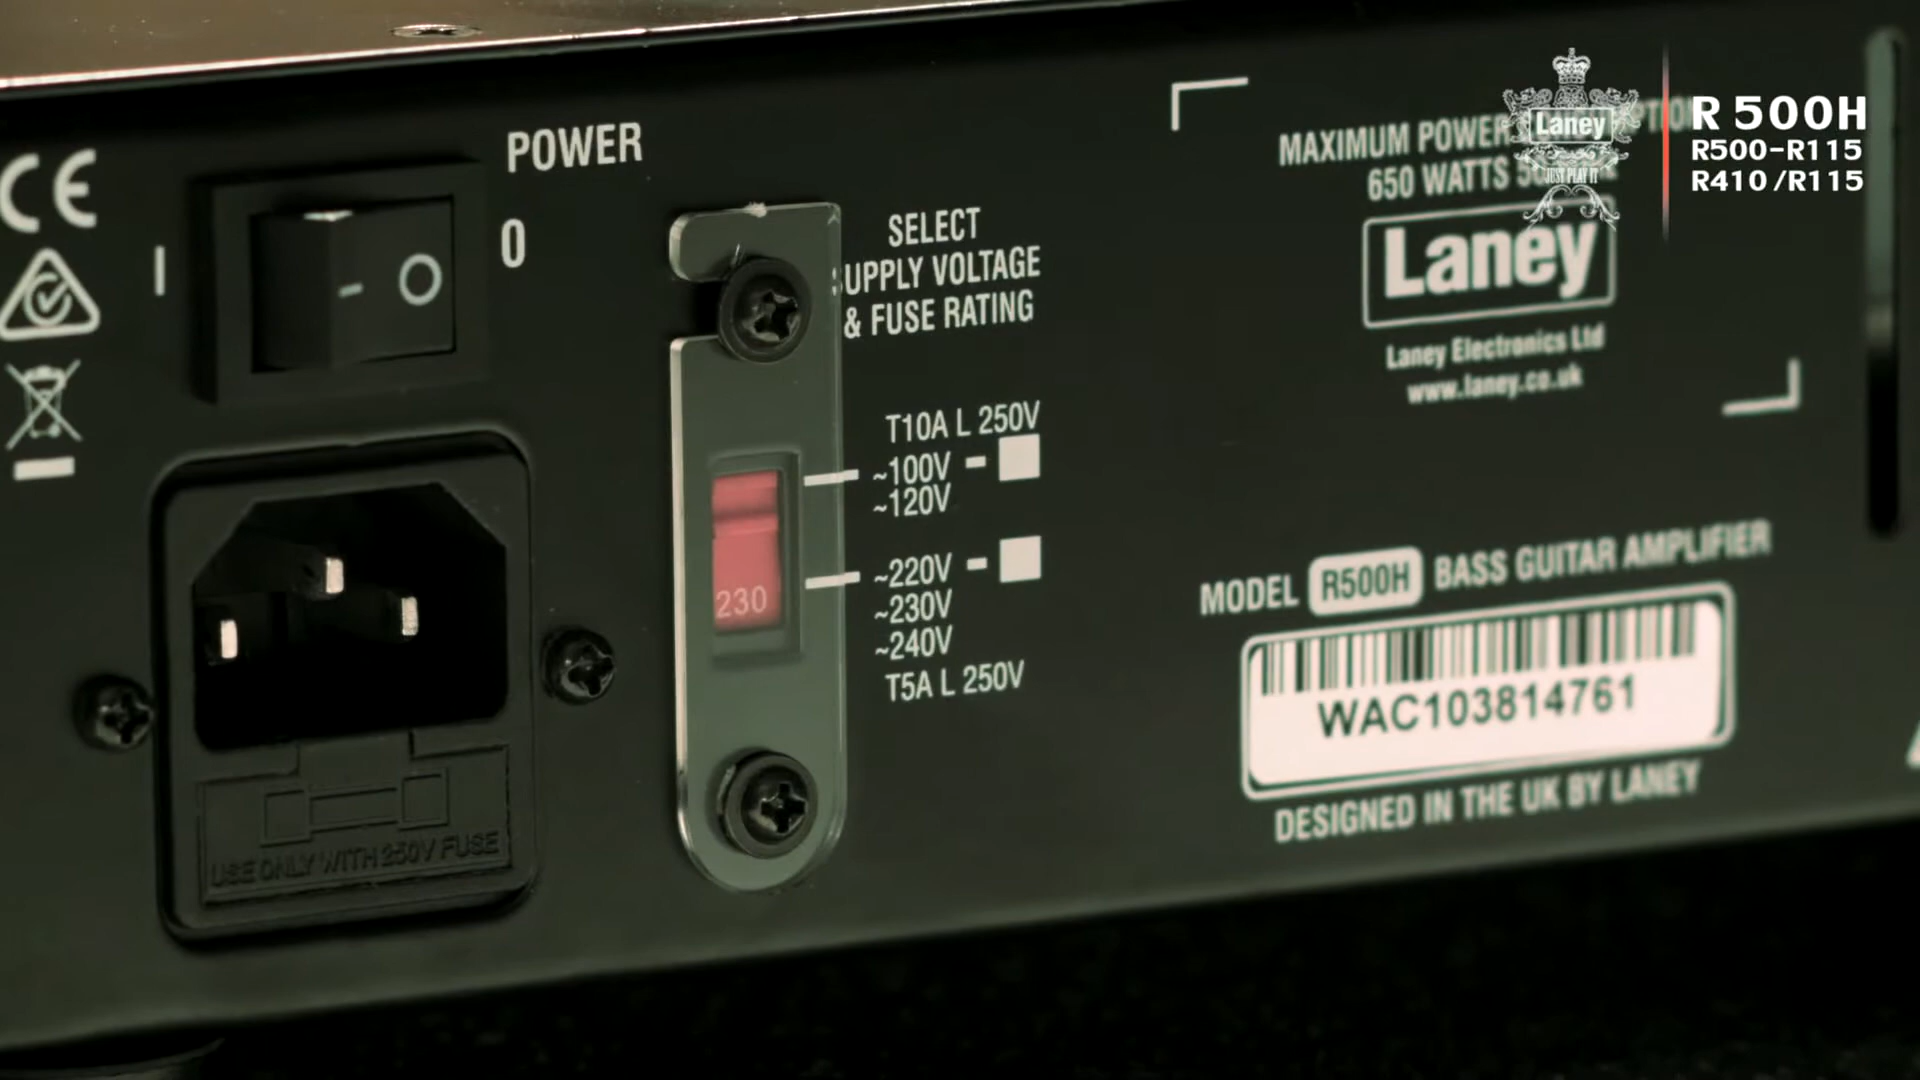 CE
POWER
I
- O
0
SELECT
SUPPLY VOLTAGE
& FUSE RATING
T10A L 250V
~100V -
~120V
~220V -
~230V
~240V
T5A L 250V
230
USE ONLY WITH 250V FUSE
MAXIMUM POWER
650 WATTS
Laney
Laney Electronics Ltd
www.laney.co.uk
MODEL R500H BASS GUITAR AMPLIFIER
WAC103814761
DESIGNED IN THE UK BY LANEY
Laney
JUST PLAY IT
R 500H
R500-R115
R410 /R115